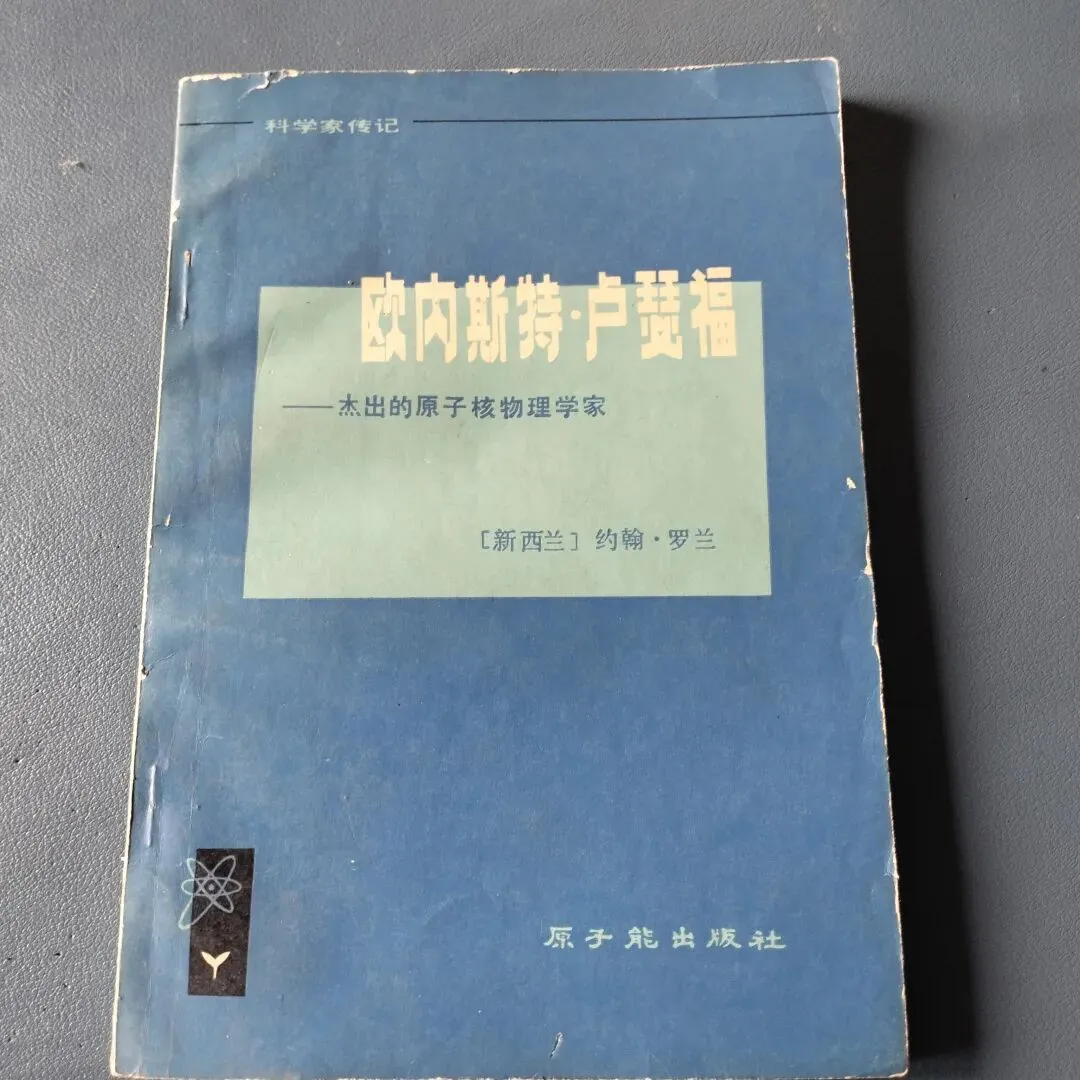 科学家传记
欧内斯特·卢瑟福
——杰出的原子核物理学家
［新西兰］约翰·罗兰
原子能出版社